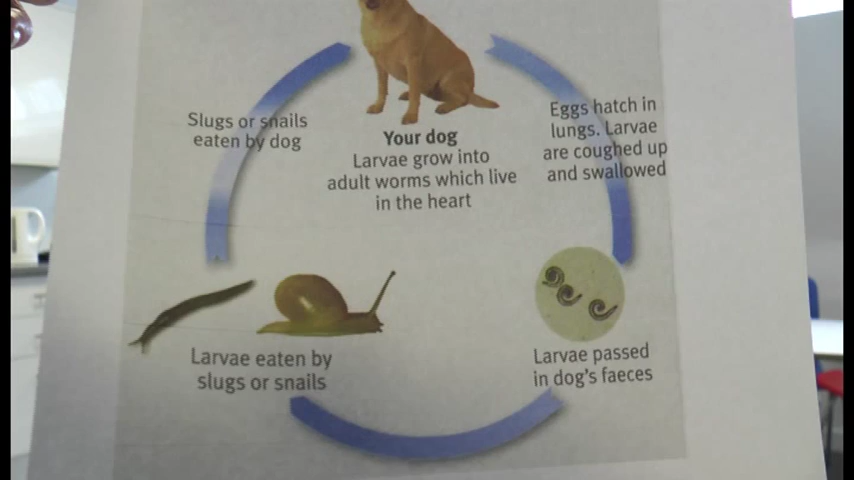 Slugs or snails
eaten by dog
Your dog
Larvae grow into
adult worms which live
in the heart
Eggs hatch in
lungs. Larvae
are coughed up
and swallowed
Larvae eaten by
slugs or snails
Larvae passed
in dog's faeces